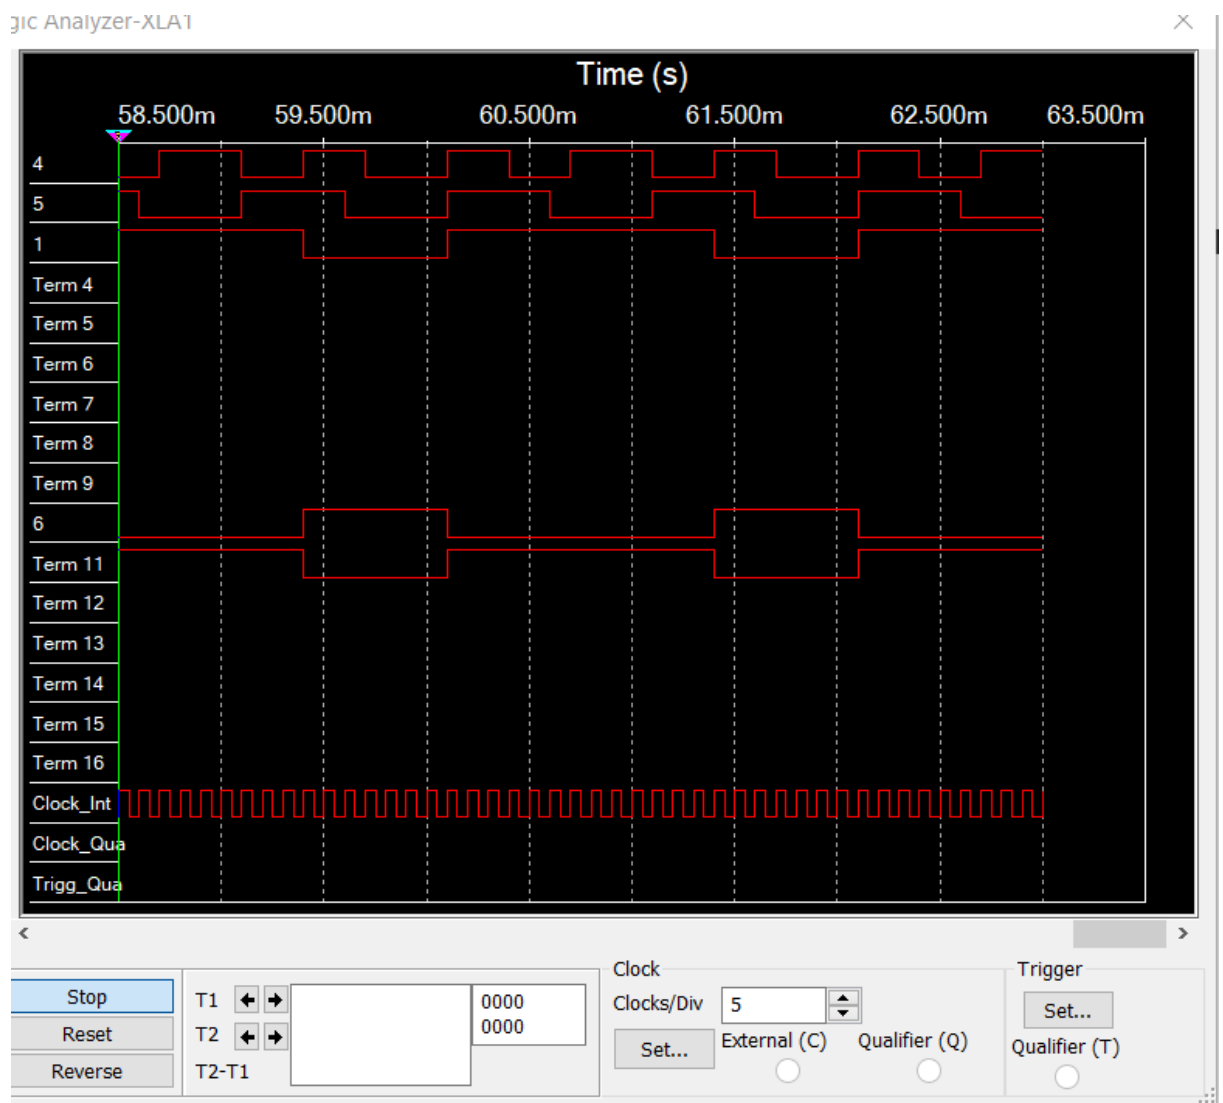 gic Analyzer-XLA1
Time (s)
58.500m 59.500m 60.500m 61.500m 62.500m 63.500m
4
5
1
Term 4
Term 5
Term 6
Term 7
Term 8
Term 9
6
Term 11
Term 12
Term 13
Term 14
Term 15
Term 16
Clock_Int
Clock_Qua
Trigg_Qua
Stop
Reset
Reverse
T1
T2
T2-T1
0000
0000
Clock
Clocks/Div 5
Set...
External (C)
Qualifier (Q)
Trigger
Set...
Qualifier (T)